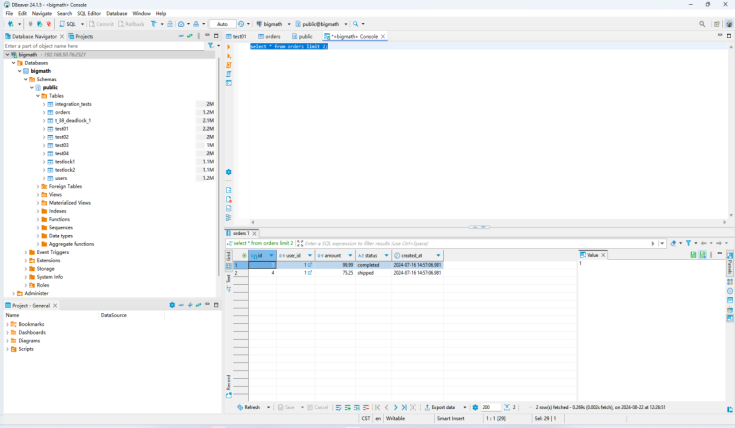 DBeaver 24.1.5 - <bigmath> Console
File Edit Navigate Search SQL Editor Database Window Help
SQL Commit Rollback Auto bigmath public@bigmath
Database Navigator Projects
test01 orders public *<bigmath> Console
Enter a part of object name here
select * from orders limit 2;
bigmath
Databases
bigmath
Schemas
public
Tables
integration_tests 2M
orders 1.2M
t_lill_deadlock_1 2.1M
test01 2.2M
test02 2M
test03 1M
test04 2M
testlock1 1.1M
testlock2 1.1M
users 1.2M
Foreign Tables
Views
Materialized Views
Indexes
Functions
Sequences
Data types
Aggregate functions
Event Triggers
Extensions
Storage
System Info
Roles
Administer
orders 1
select * from orders limit 2 Enter a SQL expression to filter results (use Ctrl+Space)
Grid
Text
Record
id user_id amount status created_at
1 1 99.99 completed 2024-07-16 14:57:06.981
2 4 1 75.25 shipped 2024-07-16 14:57:06.981
Value
1
Panels
Project - General
Name DataSource
Bookmarks
Dashboards
Diagrams
Scripts
Refresh Save Cancel Export data 200 2
2 row(s) fetched - 0.269s (0.002s fetch), on 2024-08-22 at 12:26:51
CST en Writable Smart Insert 1 : 1 [29] Sel: 29 | 1